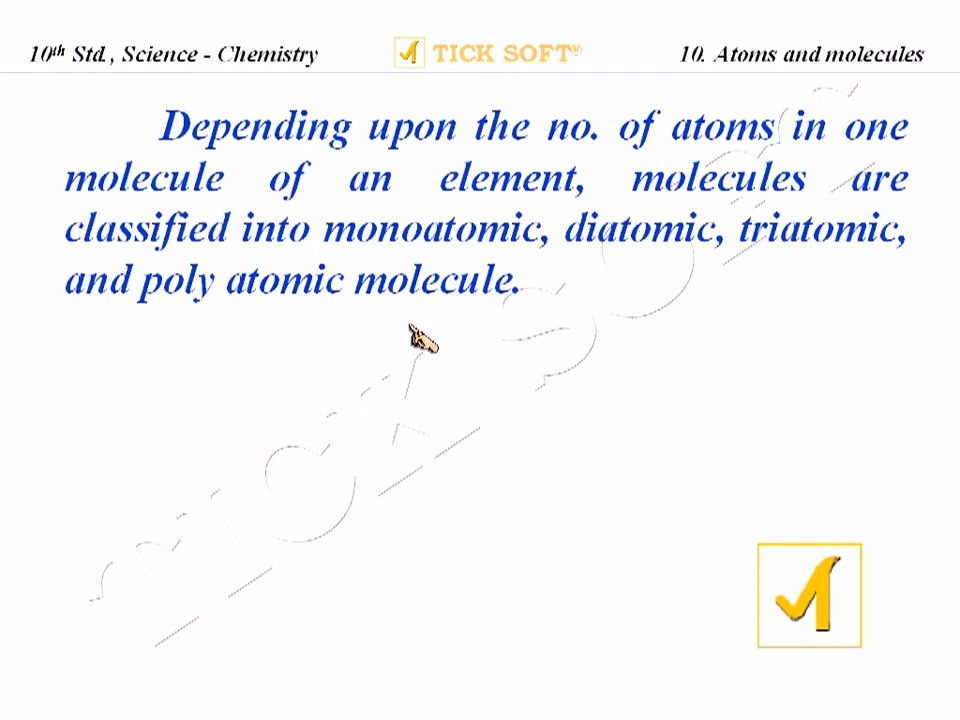 10th Std., Science - Chemistry
TICK SOFT®
10. Atoms and molecules
Depending upon the no. of atoms in one
molecule of an element, molecules are
classified into monoatomic, diatomic, triatomic,
and poly atomic molecule.
TICK SOFT